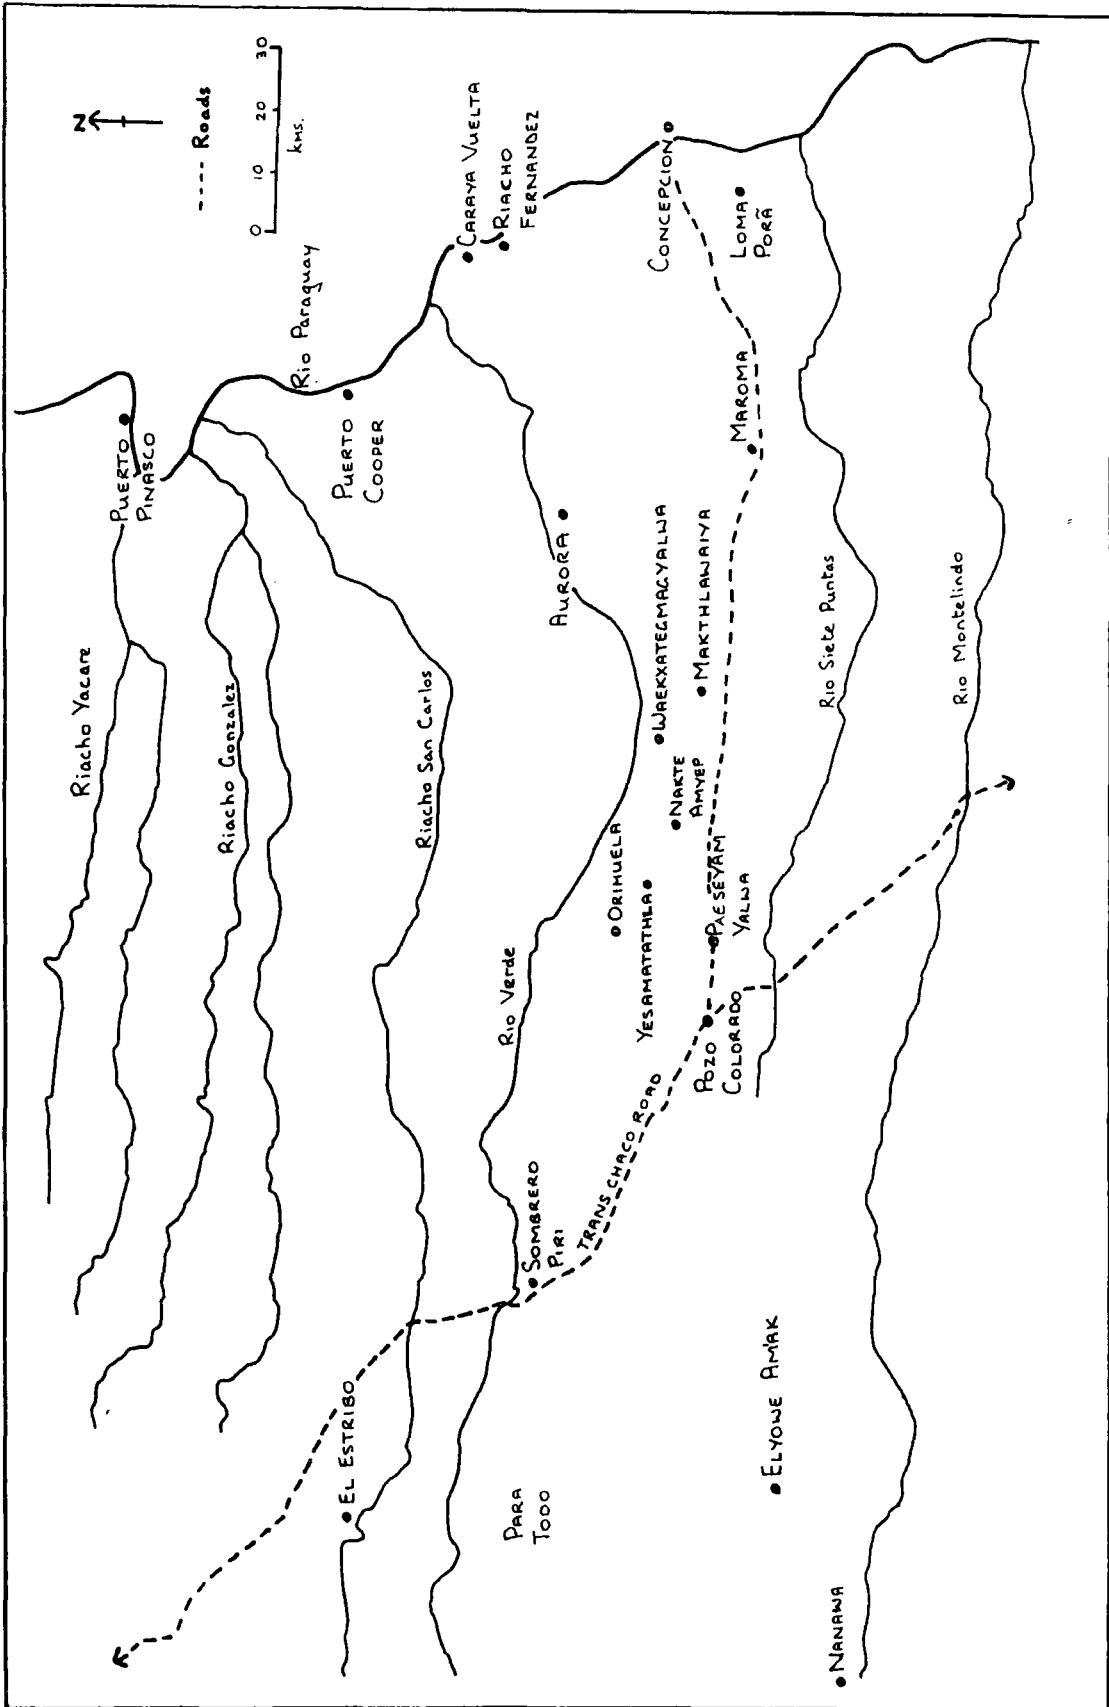 N
---- Roads
0 10 20 30
KMS.
Riacho Yacare
PUERTO
PINASCO
Riacho Gonzalez
Rio Paraguay
PUERTO
COOPER
EL ESTRIBO
Riacho San Carlos
CARAYA VUELTA
RIACHO
FERNANDEZ
PARA
TODO
SOMBRERO
PIRI
Rio Verde
AURORA
TRANS CHACO ROAD
ORIHUELA
YESAMATATHLA
WAEKXATEGMAGYALWA
NAKTE
AMYEP
MAKTHLAWAIYA
CONCEPCION
POZO
COLORADO
PAESEYAM
YALWA
MAROMA
LOMA
PORÃ
ELYOWE AMAK
Rio Siete Puntas
NANAWA
Rio Montelindo